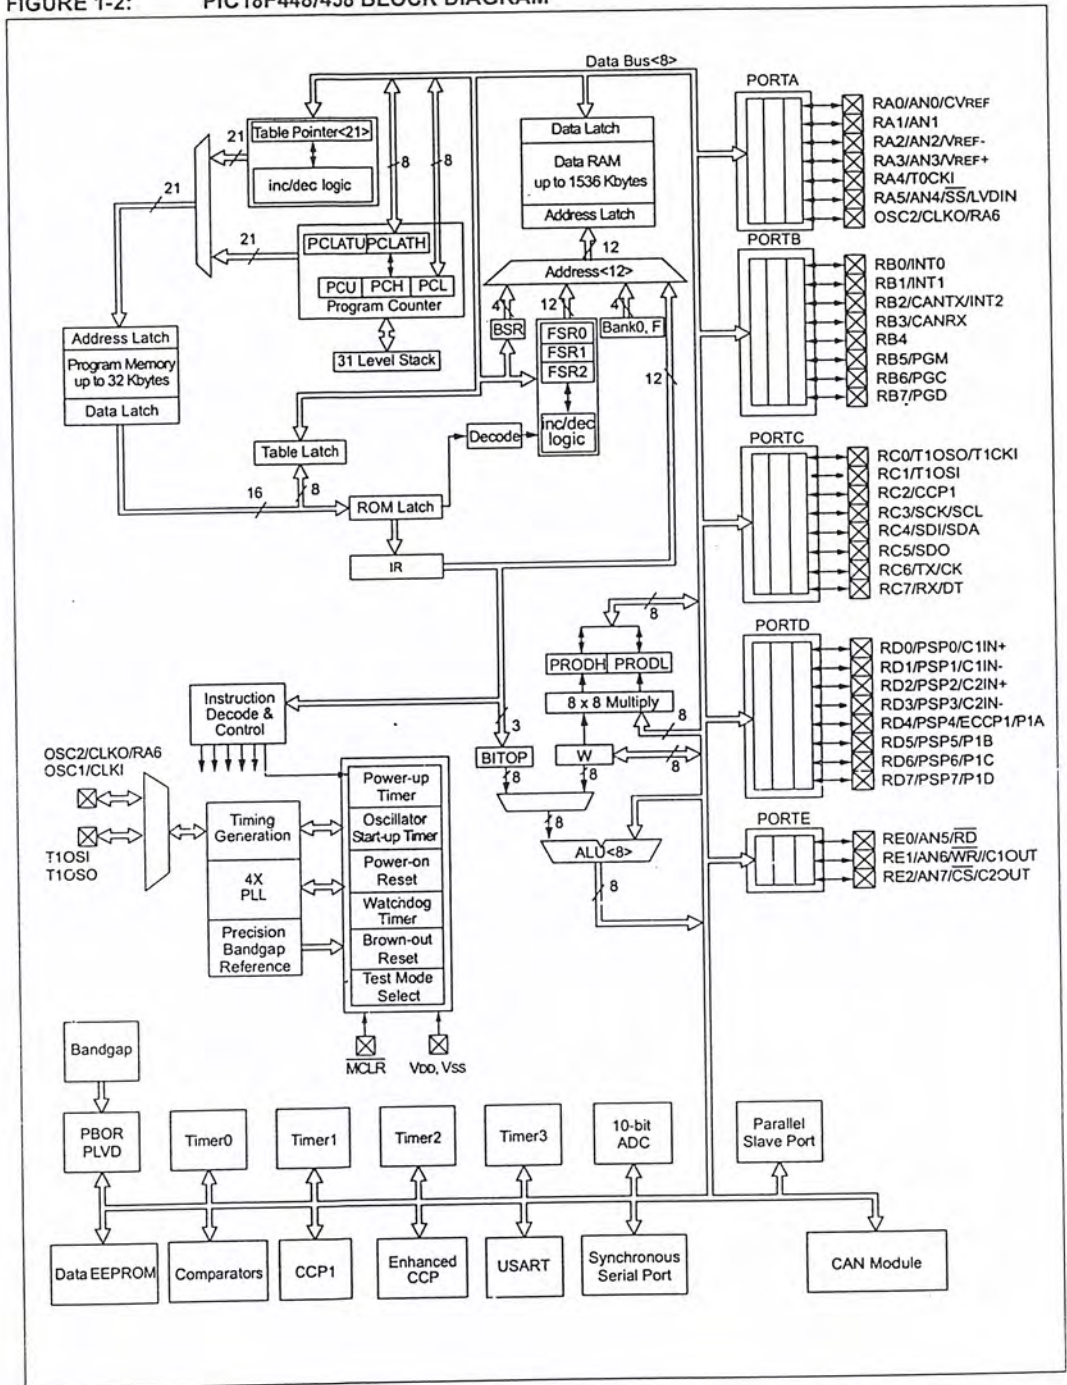 FIGURE 1-2: PIC18F448/458 BLOCK DIAGRAM
Data Bus<8>
Table Pointer<21>
inc/dec logic
21
8
8
21
21
PCLATU PCLATH
PCU PCH PCL
Program Counter
31 Level Stack
Data Latch
Data RAM
up to 1536 Kbytes
Address Latch
12
Address<12>
4
12
4
BSR
FSR0
FSR1
FSR2
Bank0, F
inc/dec
logic
12
Decode
Address Latch
Program Memory
up to 32 Kbytes
Data Latch
Table Latch
16
8
ROM Latch
IR
8
PRODH PRODL
8 x 8 Multiply
8
3
BITOP
W
8
8
8
8
ALU<8>
8
Instruction
Decode &
Control
OSC2/CLKO/RA6
OSC1/CLKI
T1OSI
T1OSO
Timing
Generation
4X
PLL
Precision
Bandgap
Reference
Power-up
Timer
Oscillator
Start-up Timer
Power-on
Reset
Watchdog
Timer
Brown-out
Reset
Test Mode
Select
MCLR
VDD, VSS
PORTA
RA0/AN0/CVREF
RA1/AN1
RA2/AN2/VREF-
RA3/AN3/VREF+
RA4/T0CKI
RA5/AN4/SS/LVDIN
OSC2/CLKO/RA6
PORTB
RB0/INT0
RB1/INT1
RB2/CANTX/INT2
RB3/CANRX
RB4
RB5/PGM
RB6/PGC
RB7/PGD
PORTC
RC0/T1OSO/T1CKI
RC1/T1OSI
RC2/CCP1
RC3/SCK/SCL
RC4/SDI/SDA
RC5/SDO
RC6/TX/CK
RC7/RX/DT
PORTD
RD0/PSP0/C1IN+
RD1/PSP1/C1IN-
RD2/PSP2/C2IN+
RD3/PSP3/C2IN-
RD4/PSP4/ECCP1/P1A
RD5/PSP5/P1B
RD6/PSP6/P1C
RD7/PSP7/P1D
PORTE
RE0/AN5/RD
RE1/AN6/WR//C1OUT
RE2/AN7/CS/C2OUT
Bandgap
PBOR
PLVD
Timer0
Timer1
Timer2
Timer3
10-bit
ADC
Parallel
Slave Port
Data EEPROM
Comparators
CCP1
Enhanced
CCP
USART
Synchronous
Serial Port
CAN Module